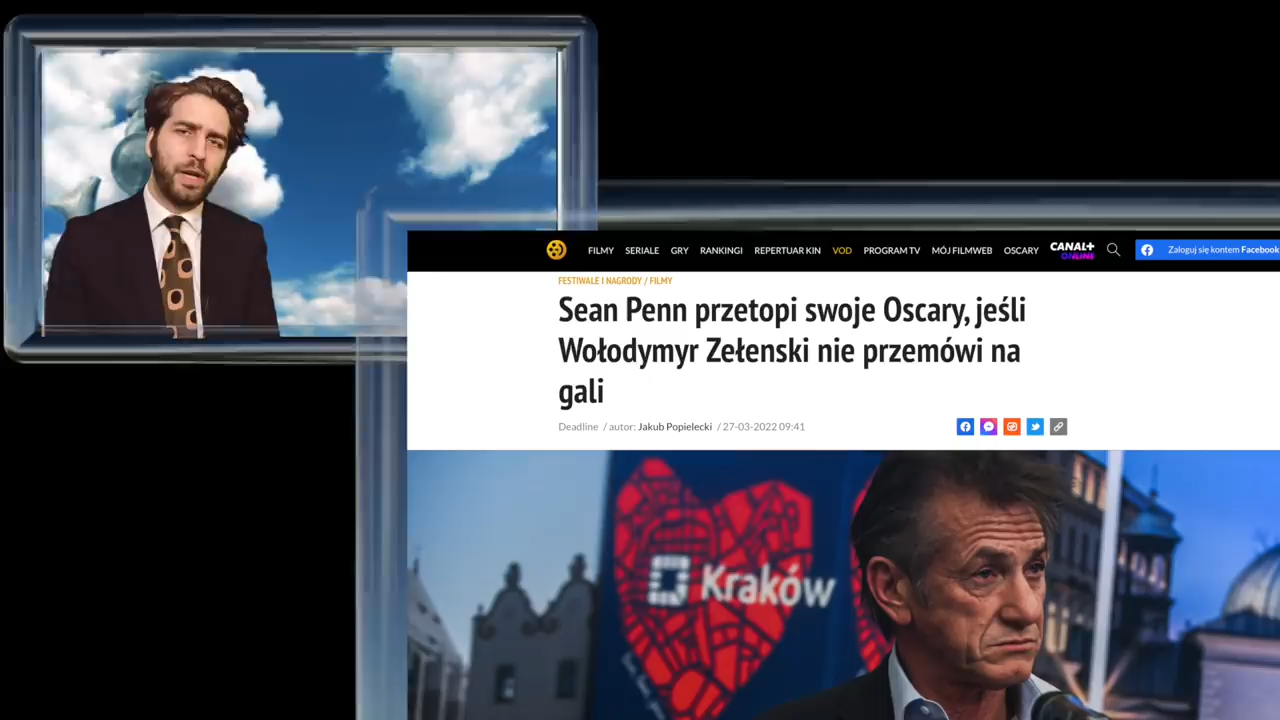 FILMY SERIALE GRY RANKINGI REPERTUAR KIN VOD PROGRAM TV MÓJ FILMWEB OSCARY CANAL+ ONLINE Zaloguj się kontem Facebook
FESTIWALE I NAGRODY / FILMY
Sean Penn przetopi swoje Oscary, jeśli
Wołodymyr Zełenski nie przemówi na
gali
Deadline / autor: Jakub Popielecki / 27-03-2022 09:41
Kraków